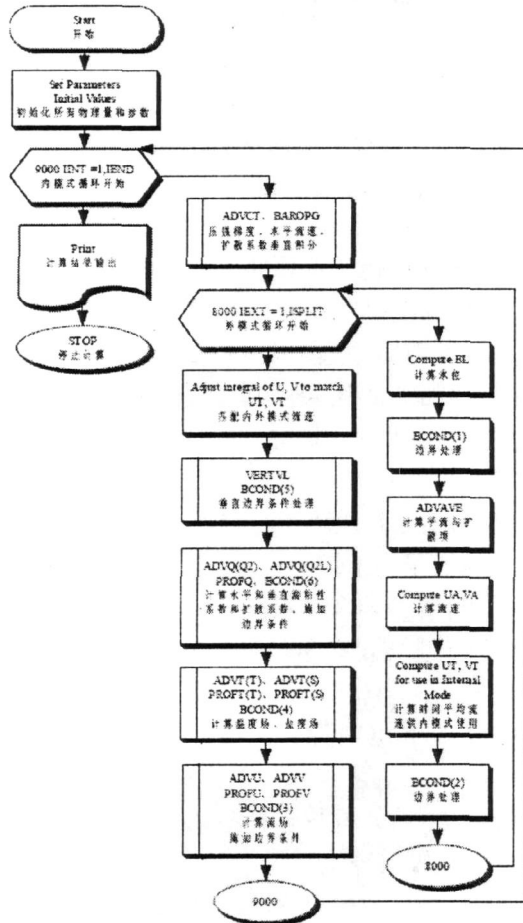 Start
开始
Set Parameters
Initial Values
初始化所有物理量和参数
9000 IINT =1,IEND
内模式循环开始
Print
计算结果输出
STOP
停止计算
ADVCT、BAROPG
压强梯度、水平流速、
扩散系数垂直积分
8000 IEXT = 1,ISPLIT
外模式循环开始
Adjust integral of U, V to match
UT, VT
匹配内外模式流速
VERTVL
BCOND(5)
垂直边界条件处理
ADVQ(Q2)、ADVQ(Q2L)
PROFQ、BCOND(6)
计算水平和垂直涡粘性
系数和扩散系数、施加
边界条件
ADVT(T)、ADVT(S)
PROFT(T)、PROFT(S)
BCOND(4)
计算温度场、盐度场
ADVU、ADVV
PROFU、PROFV
BCOND(3)
计算流场
施加边界条件
9000
Compute EL
计算水位
BCOND(1)
边界处理
ADVAVE
计算平流与扩
散项
Compute UA,VA
计算流速
Compute UT, VT
for use in Internal
Mode
计算时间平均流
速供内模式使用
BCOND(2)
边界处理
8000